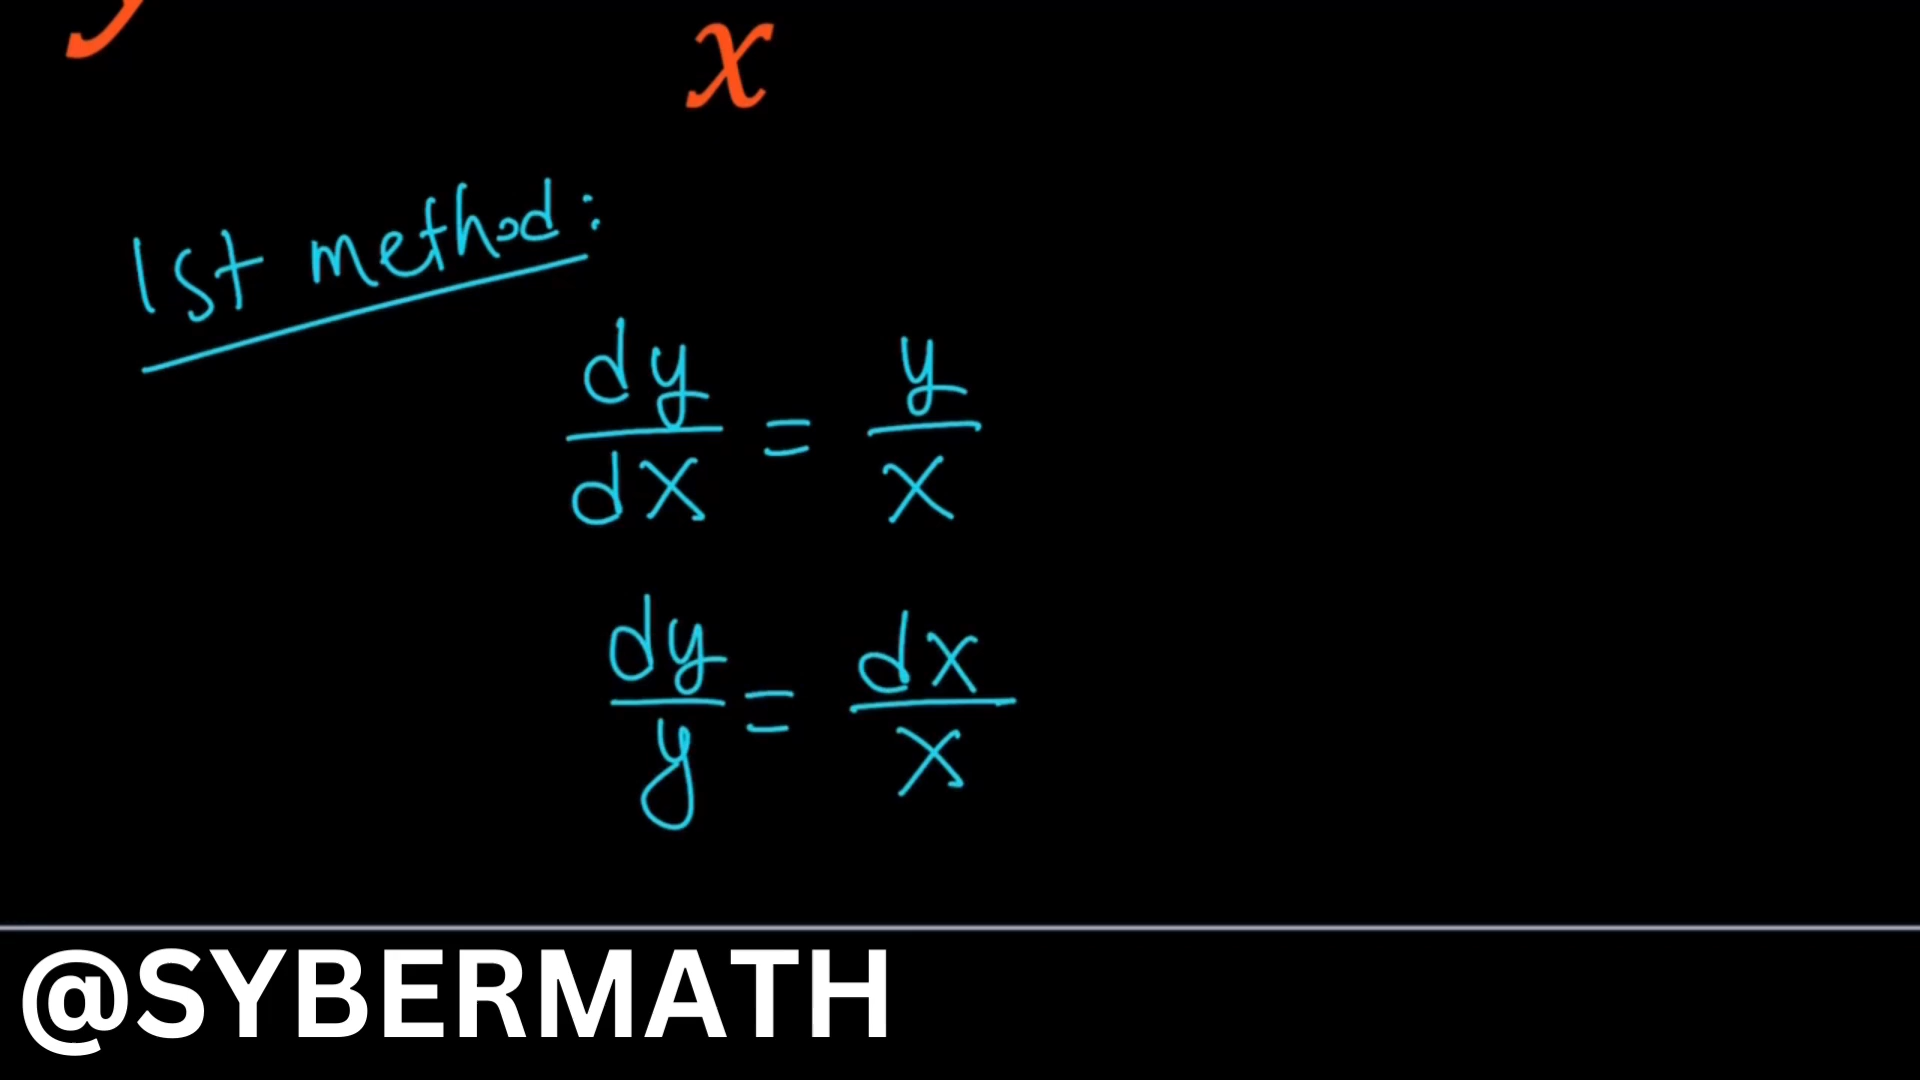 y
x
1st method:
dy/dx = y/x
dy/y = dx/x
@SYBERMATH